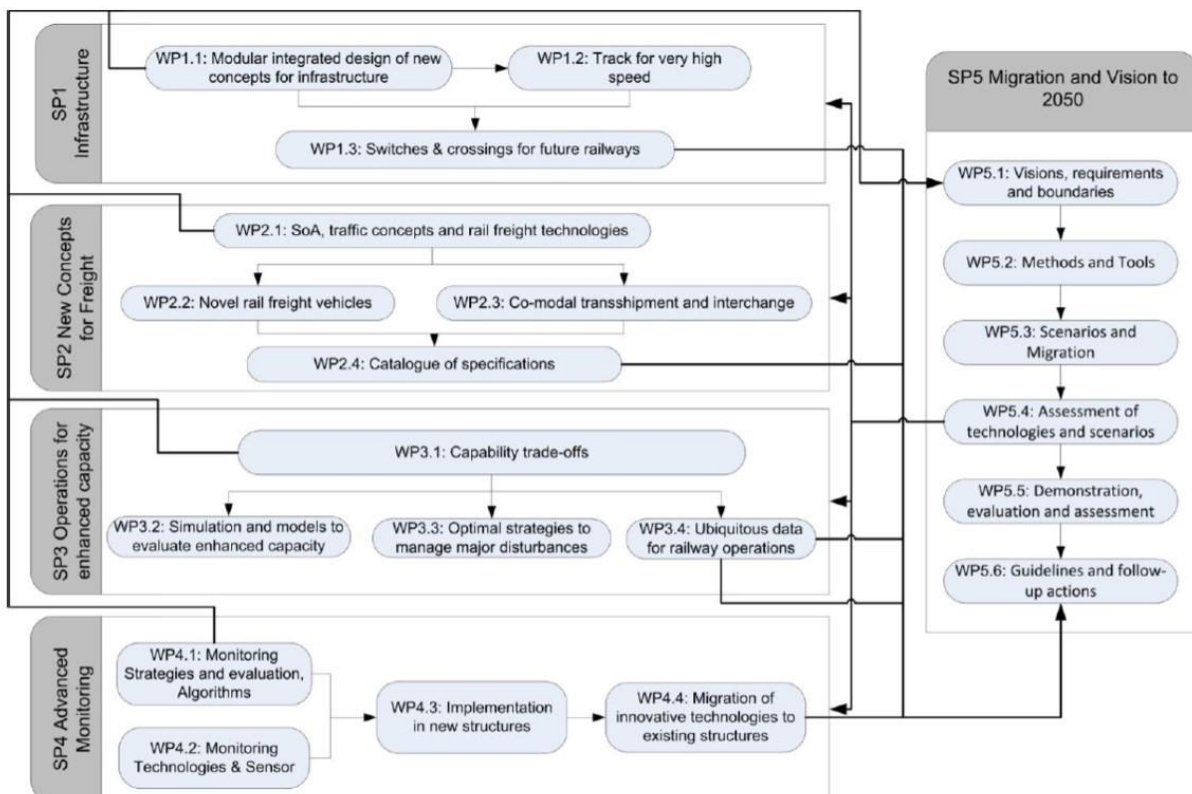 SP1
Infrastructure
WP1.1: Modular integrated design of new
concepts for infrastructure
WP1.2: Track for very high
speed
WP1.3: Switches & crossings for future railways
SP2 New Concepts
for Freight
WP2.1: SoA, traffic concepts and rail freight technologies
WP2.2: Novel rail freight vehicles
WP2.3: Co-modal transshipment and interchange
WP2.4: Catalogue of specifications
SP3 Operations for
enhanced capacity
WP3.1: Capability trade-offs
WP3.2: Simulation and models to
evaluate enhanced capacity
WP3.3: Optimal strategies to
manage major disturbances
WP3.4: Ubiquitous data
for railway operations
SP4 Advanced
Monitoring
WP4.1: Monitoring
Strategies and evaluation,
Algorithms
WP4.2: Monitoring
Technologies & Sensor
WP4.3: Implementation
in new structures
WP4.4: Migration of
innovative technologies to
existing structures
SP5 Migration and Vision to
2050
WP5.1: Visions, requirements
and boundaries
WP5.2: Methods and Tools
WP5.3: Scenarios and
Migration
WP5.4: Assessment of
technologies and scenarios
WP5.5: Demonstration,
evaluation and assessment
WP5.6: Guidelines and follow-
up actions